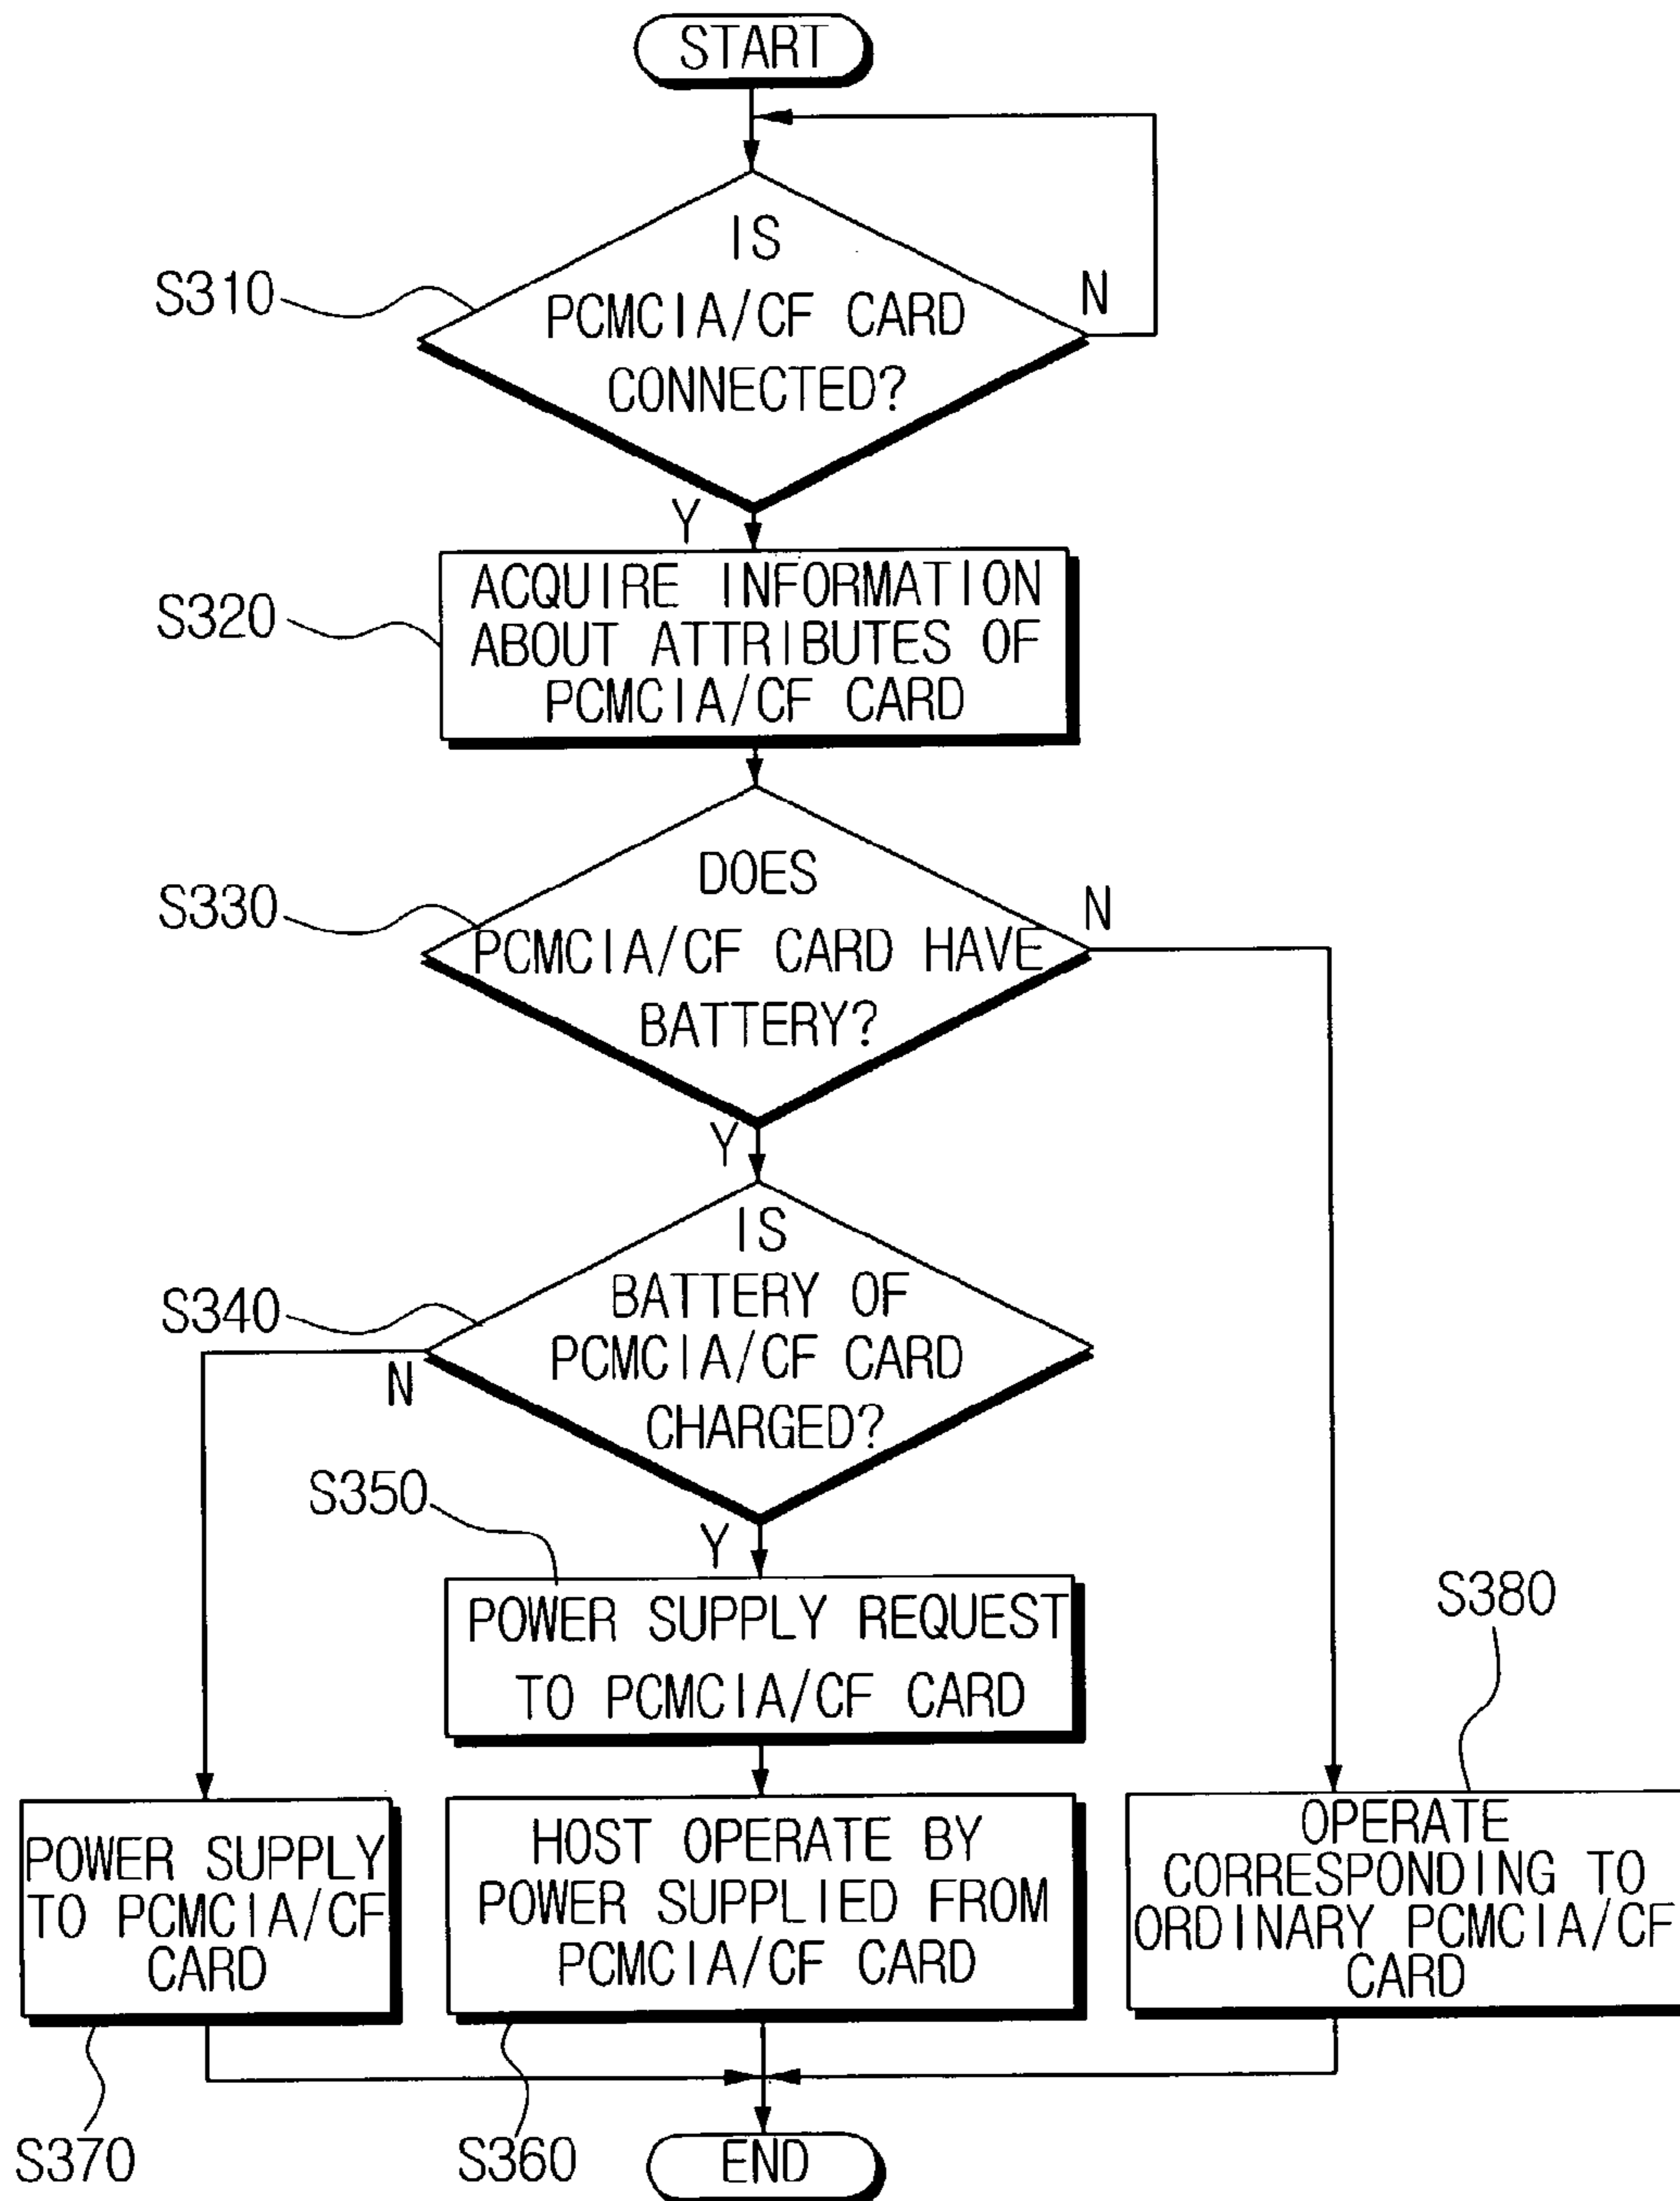 START
IS
PCMCIA/CF CARD
CONNECTED?
S310
N
Y
ACQUIRE INFORMATION
ABOUT ATTRIBUTES OF
PCMCIA/CF CARD
S320
DOES
PCMCIA/CF CARD HAVE
BATTERY?
S330
N
Y
IS
BATTERY OF
PCMCIA/CF CARD
CHARGED?
S340
N
S350
Y
POWER SUPPLY REQUEST
TO PCMCIA/CF CARD
S380
POWER SUPPLY
TO PCMCIA/CF
CARD
HOST OPERATE BY
POWER SUPPLIED FROM
PCMCIA/CF CARD
OPERATE
CORRESPONDING TO
ORDINARY PCMCIA/CF
CARD
S370
S360
END